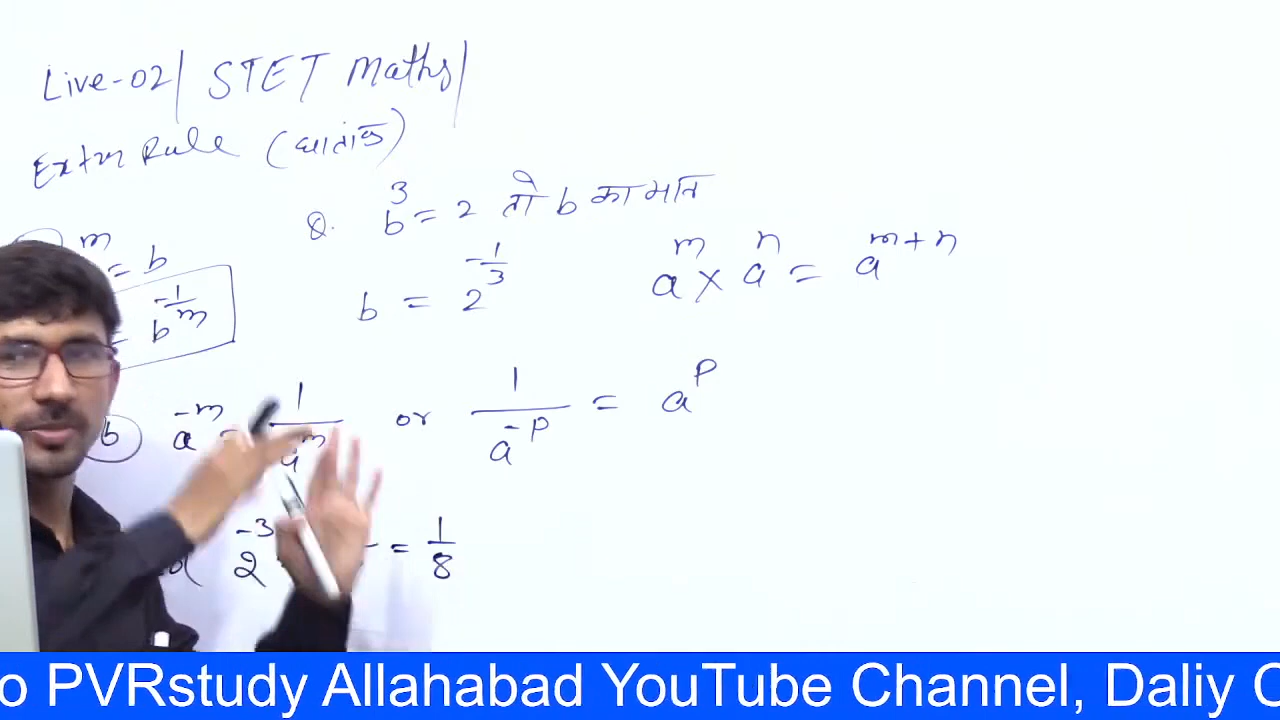 Live-02/ STET Maths/
Extra Rule (घातांक)
Q. b³ = 2 तो b का मान
m = b
= b^(-1/m)
b = 2^(-1/3)
a^m × a^n = a^(m+n)
b a^-m = 1/a^m or 1/a^-p = a^p
2^-3 = 1/8
o PVRstudy Allahabad YouTube Channel, Daliy C